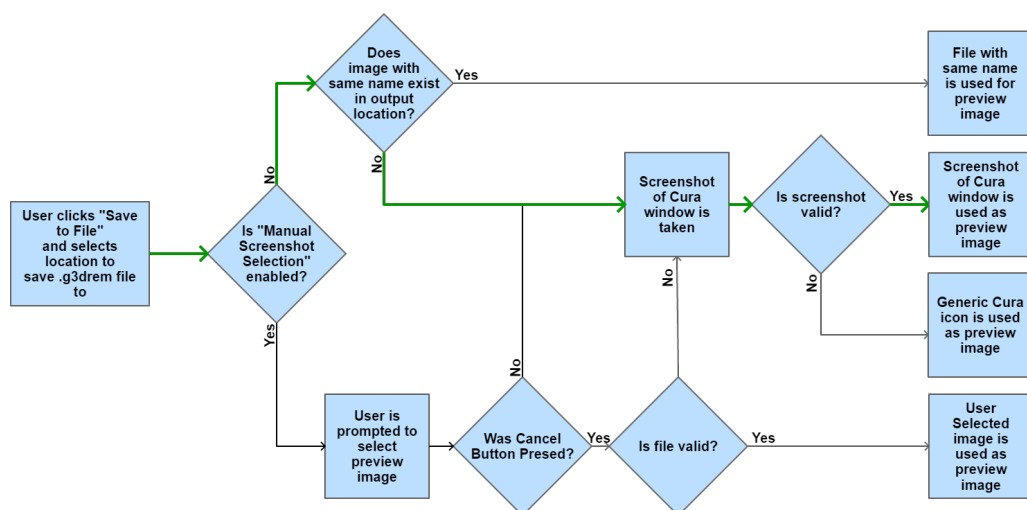 Does
image with
same name exist
in output
location?
Yes
File with
same name
is used for
preview
image
No
No
User clicks "Save
to File"
and selects
location to
save .g3drem file
to
Is "Manual
Screenshot
Selection"
enabled?
Screenshot
of Cura
window is
taken
Is screenshot
valid?
Yes
Screenshot
of Cura
window is
used as
preview
image
No
No
Generic Cura
icon is used
as preview
image
Yes
No
User is
prompted to
select
preview
image
Was Cancel
Button Presed?
Yes
Is file valid?
Yes
User
Selected
image is
used as
preview
image